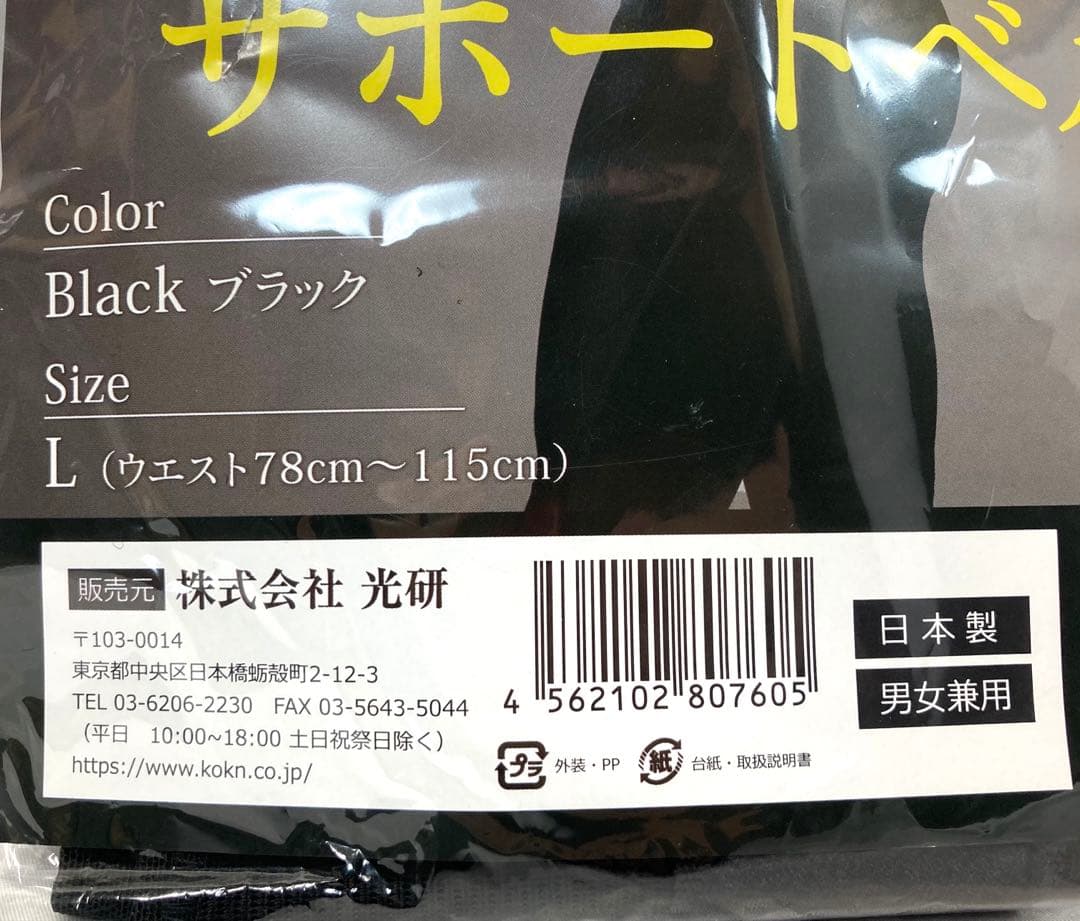 サポートベ
Color
Black ブラック
Size
L（ウエスト78cm～115cm）
販売元 株式会社 光研
〒103-0014
東京都中央区日本橋蛎殻町2-12-3
TEL 03-6206-2230 FAX 03-5643-5044
（平日 10:00~18:00 土日祝祭日除く）
https://www.kokn.co.jp/
4 562102 807605
プラ 外装・PP 紙 台紙・取扱説明書
日本製
男女兼用